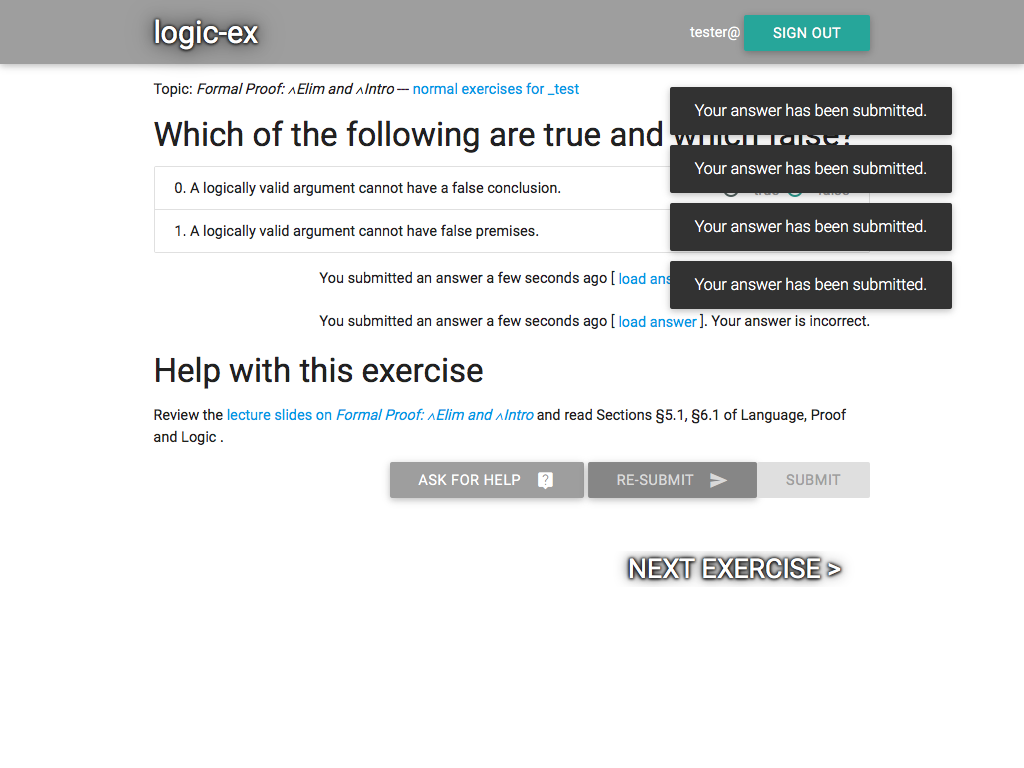 logic-ex
tester@ SIGN OUT
Topic: Formal Proof: ∧Elim and ∧Intro — normal exercises for _test
Your answer has been submitted.
Which of the following are true and which false?
Your answer has been submitted.
0. A logically valid argument cannot have a false conclusion. true false
Your answer has been submitted.
1. A logically valid argument cannot have false premises.
Your answer has been submitted.
You submitted an answer a few seconds ago [ load ans
You submitted an answer a few seconds ago [ load answer ]. Your answer is incorrect.
Help with this exercise
Review the lecture slides on Formal Proof: ∧Elim and ∧Intro and read Sections §5.1, §6.1 of Language, Proof
and Logic .
ASK FOR HELP RE-SUBMIT SUBMIT
NEXT EXERCISE >